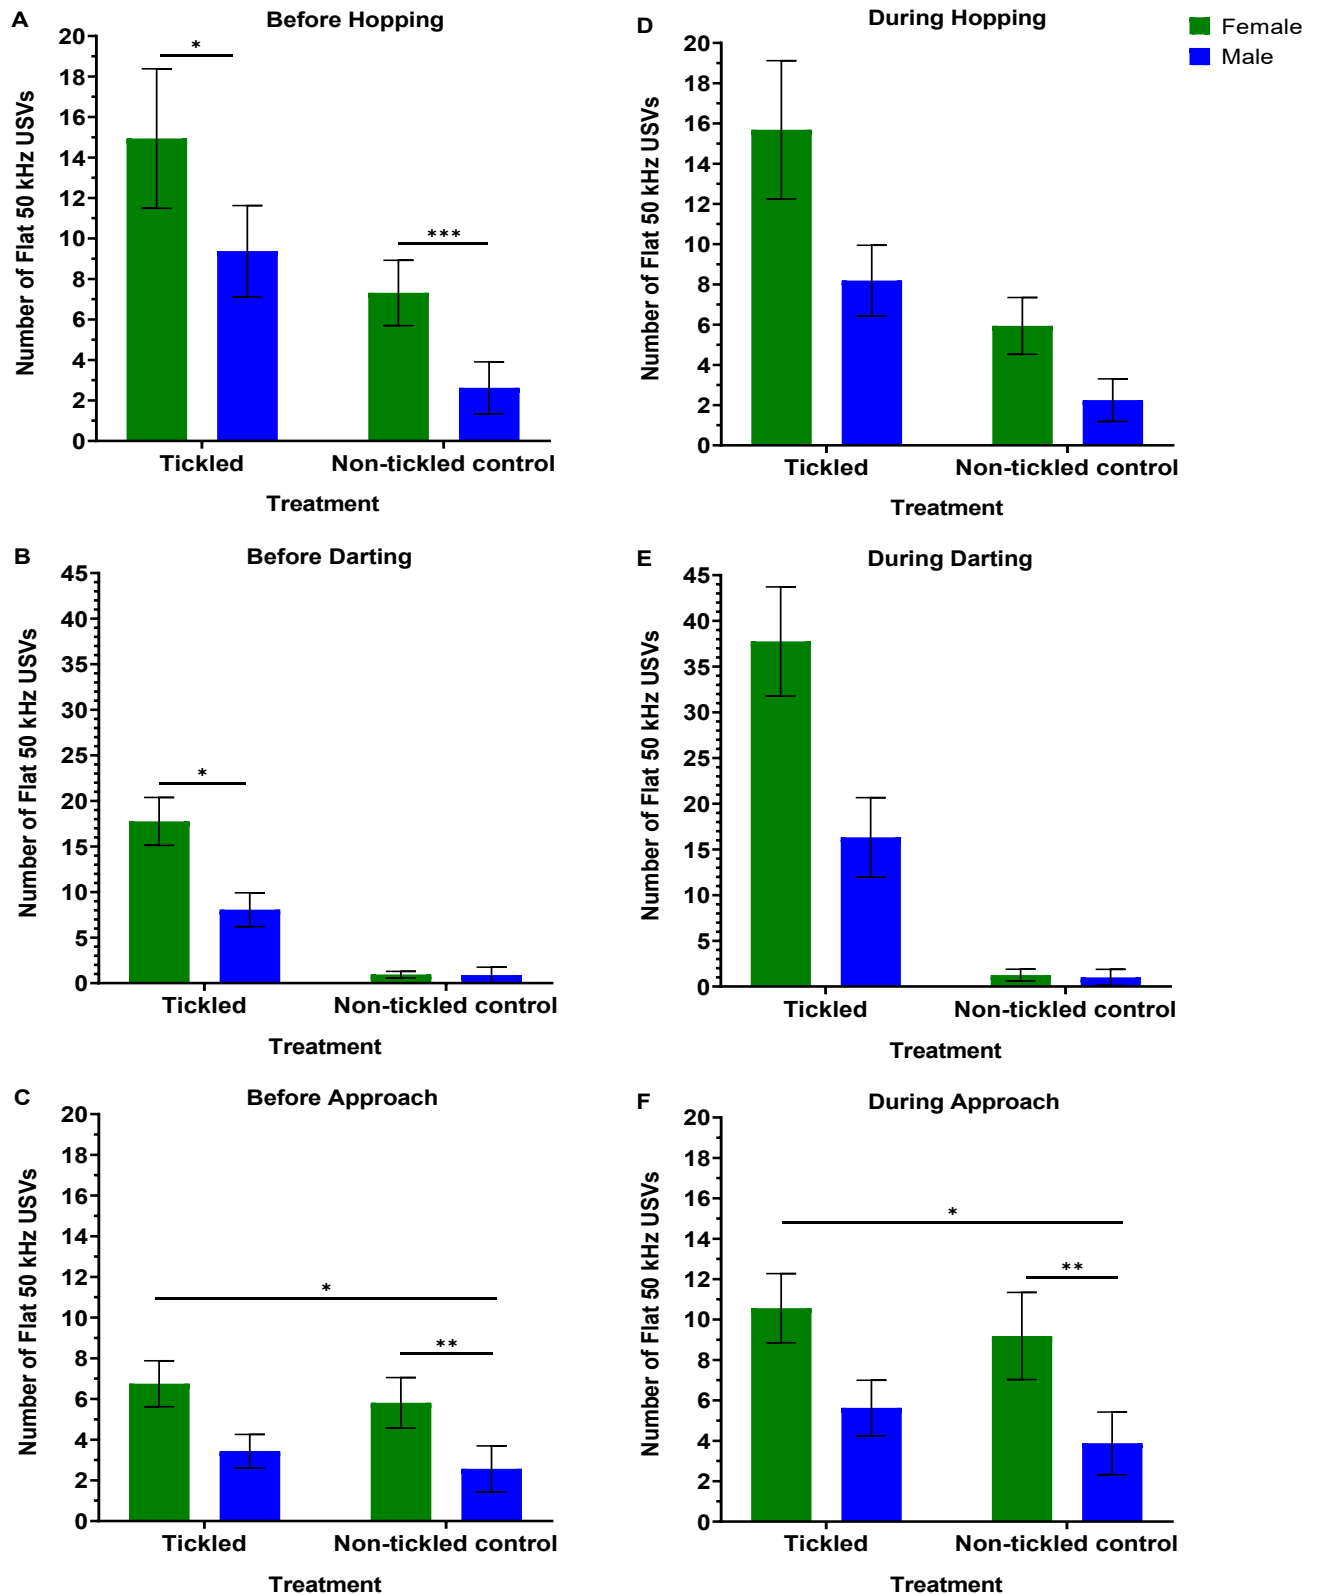 A
Before Hopping
Number of Flat 50 kHz USVs
20
18
16
14
12
10
8
6
4
2
0
*
***
Tickled
Non-tickled control
Treatment
D
During Hopping
Number of Flat 50 kHz USVs
20
18
16
14
12
10
8
6
4
2
0
Tickled
Non-tickled control
Treatment
Female
Male
B
Before Darting
Number of Flat 50 kHz USVs
45
40
35
30
25
20
15
10
5
0
*
Tickled
Non-tickled control
Treatment
E
During Darting
Number of Flat 50 kHz USVs
45
40
35
30
25
20
15
10
5
0
Tickled
Non-tickled control
Treatment
C
Before Approach
Number of Flat 50 kHz USVs
20
18
16
14
12
10
8
6
4
2
0
*
**
Tickled
Non-tickled control
Treatment
F
During Approach
Number of Flat 50 kHz USVs
20
18
16
14
12
10
8
6
4
2
0
*
**
Tickled
Non-tickled control
Treatment